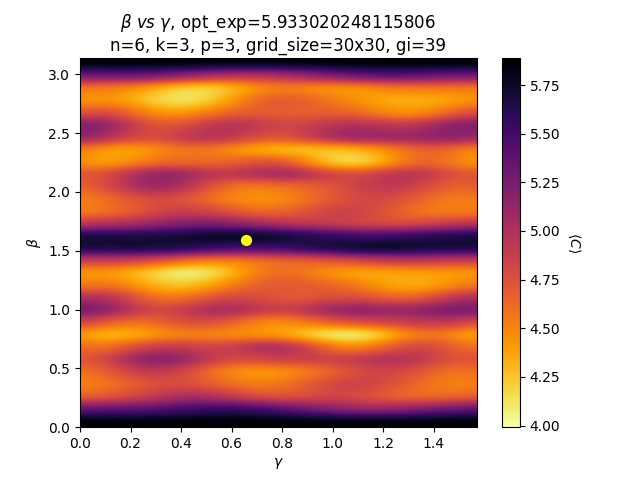 β vs γ, opt_exp=5.933020248115806
n=6, k=3, p=3, grid_size=30x30, gi=39
3.0
2.5
2.0
1.5
1.0
0.5
0.0
β
0.0 0.2 0.4 0.6 0.8 1.0 1.2 1.4
γ
5.75
5.50
5.25
5.00
4.75
4.50
4.25
4.00
⟨C⟩